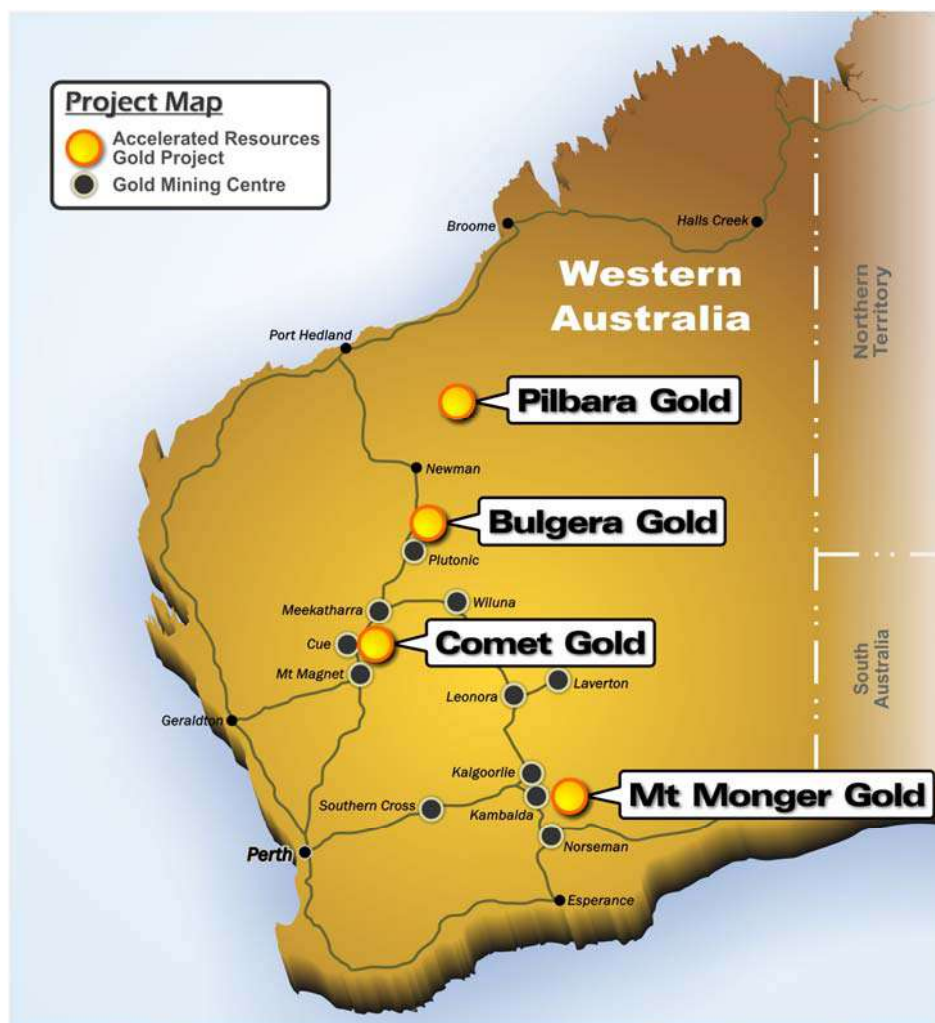 Project Map
Accelerated Resources
Gold Project
Gold Mining Centre
Broome
Halls Creek
Western
Australia
Northern
Territory
Port Hedland
Pilbara Gold
Newman
Bulgera Gold
Plutonic
Meekatharra
Wiluna
Cue
Comet Gold
Mt Magnet
Laverton
Leonora
South
Australia
Geraldton
Kalgoorlie
Mt Monger Gold
Southern Cross
Kambalda
Norseman
Perth
Esperance